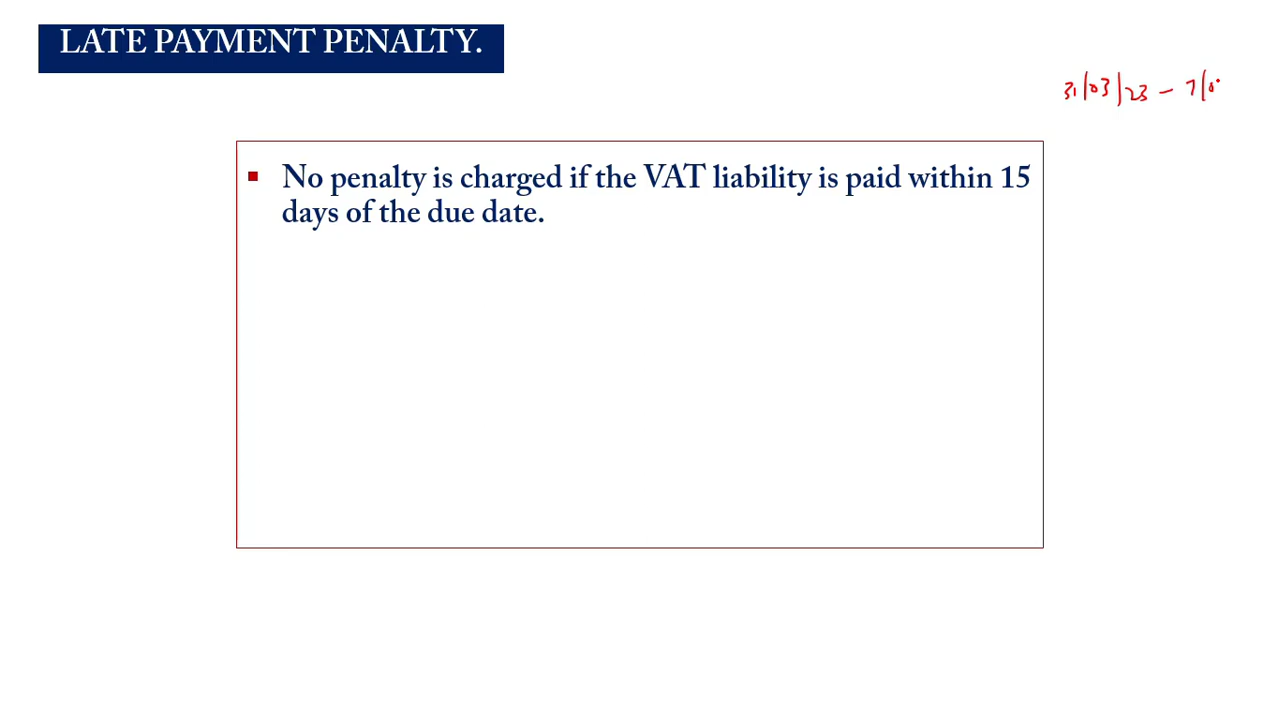 LATE PAYMENT PENALTY.
31/03/23 - 7/0
▪ No penalty is charged if the VAT liability is paid within 15
days of the due date.